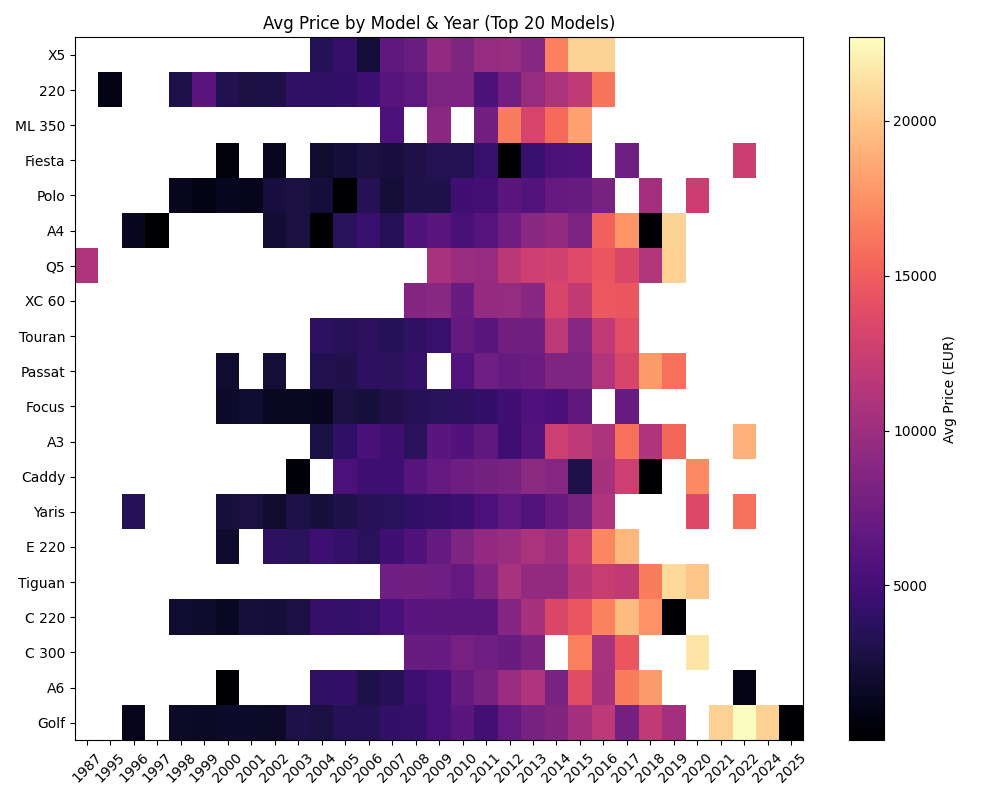 Avg Price by Model & Year (Top 20 Models)
X5
220
ML 350
Fiesta
Polo
A4
Q5
XC 60
Touran
Passat
Focus
A3
Caddy
Yaris
E 220
Tiguan
C 220
C 300
A6
Golf
1987 1995 1996 1997 1998 1999 2000 2001 2002 2003 2004 2005 2006 2007 2008 2009 2010 2011 2012 2013 2014 2015 2016 2017 2018 2019 2020 2021 2022 2024 2025
20000
15000
10000
5000
Avg Price (EUR)